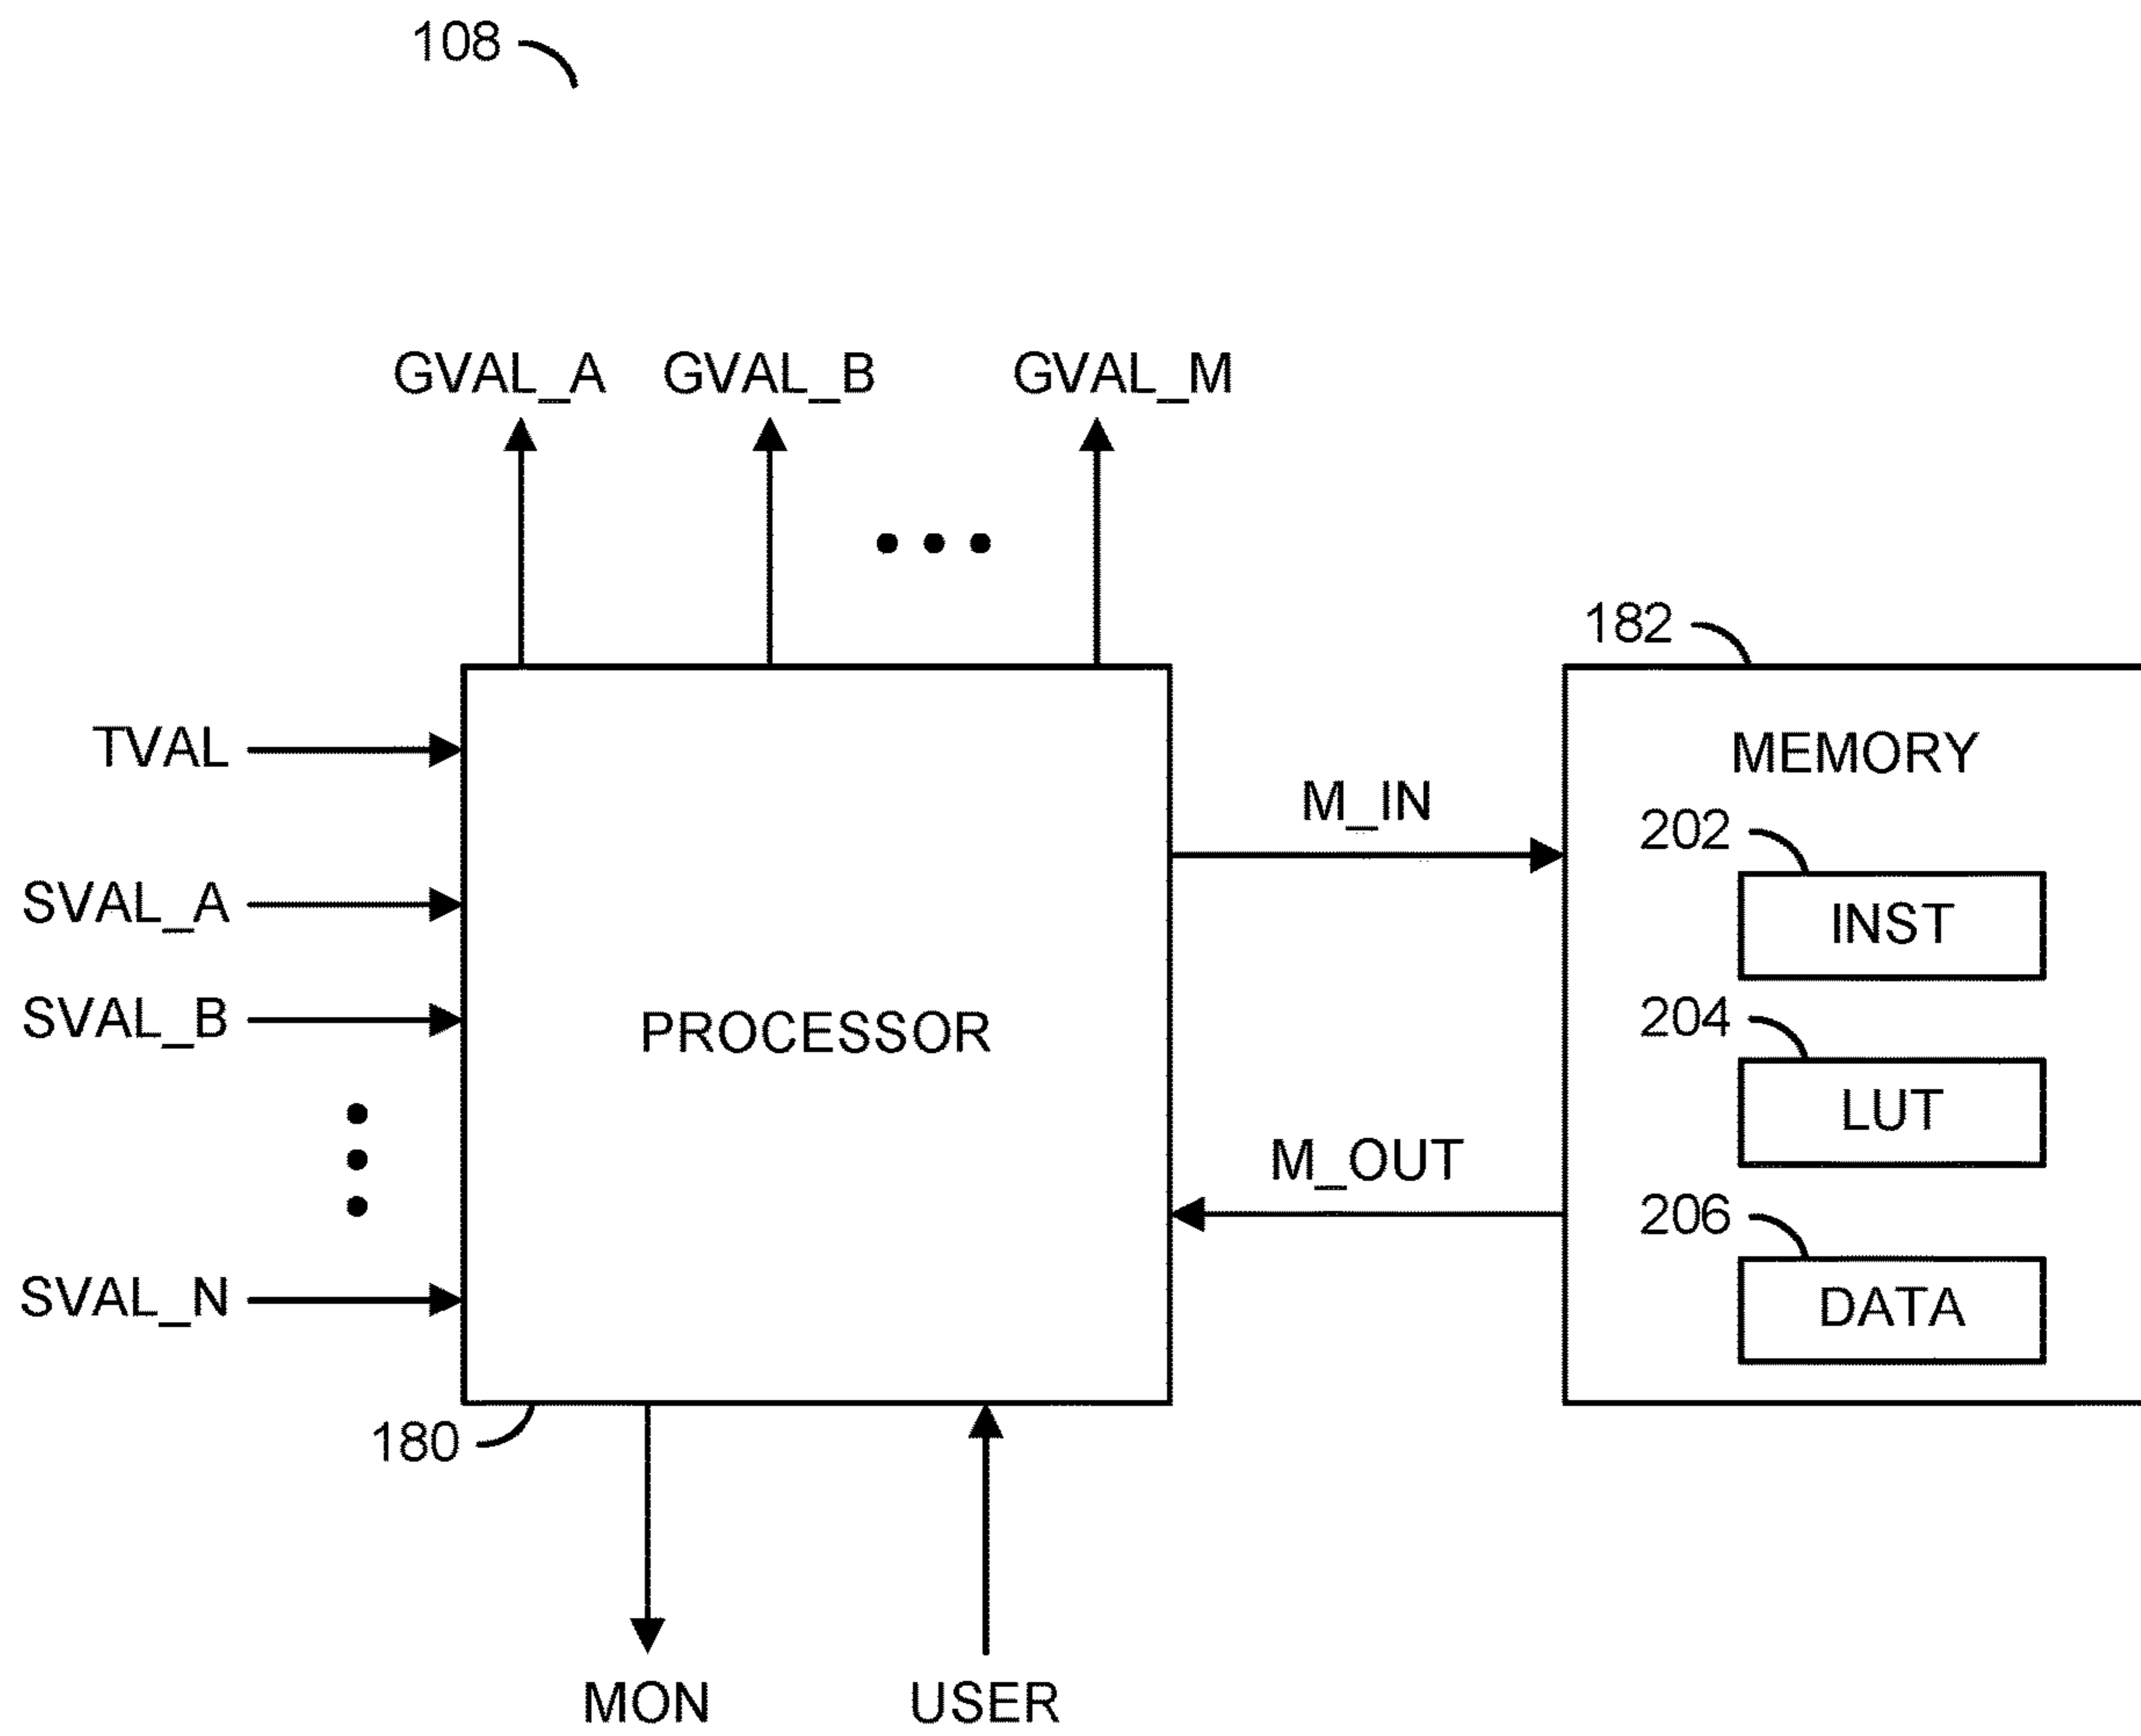 108
GVAL_A GVAL_B GVAL_M
182
TVAL
MEMORY
M_IN
202
SVAL_A
INST
SVAL_B
PROCESSOR
204
LUT
M_OUT
206
SVAL_N
DATA
180
MON
USER